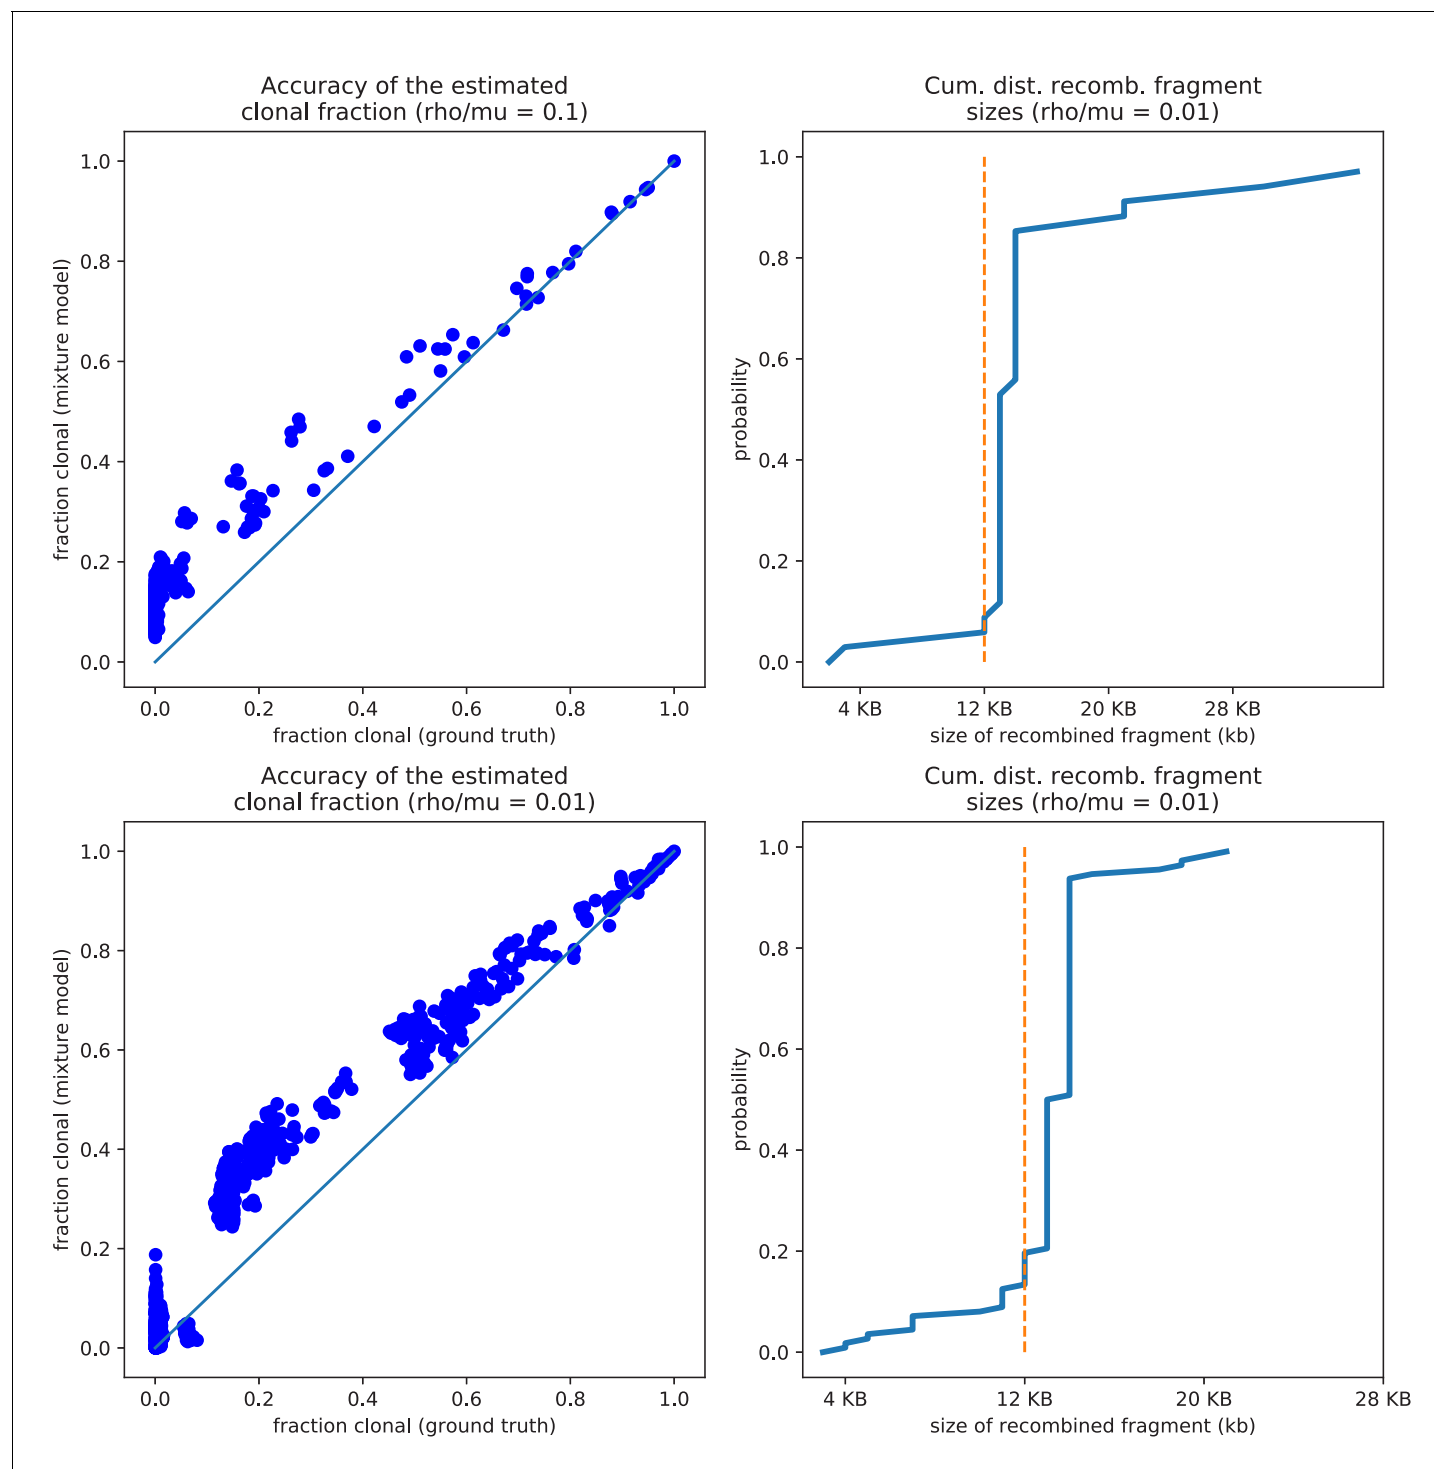 Accuracy of the estimated
clonal fraction (rho/mu = 0.1)
fraction clonal (mixture model)
1.0
0.8
0.6
0.4
0.2
0.0
0.0 0.2 0.4 0.6 0.8 1.0
fraction clonal (ground truth)
Cum. dist. recomb. fragment
sizes (rho/mu = 0.01)
probability
1.0
0.8
0.6
0.4
0.2
0.0
4 KB 12 KB 20 KB 28 KB
size of recombined fragment (kb)
Accuracy of the estimated
clonal fraction (rho/mu = 0.01)
fraction clonal (mixture model)
1.0
0.8
0.6
0.4
0.2
0.0
0.0 0.2 0.4 0.6 0.8 1.0
fraction clonal (ground truth)
Cum. dist. recomb. fragment
sizes (rho/mu = 0.01)
probability
1.0
0.8
0.6
0.4
0.2
0.0
4 KB 12 KB 20 KB 28 KB
size of recombined fragment (kb)